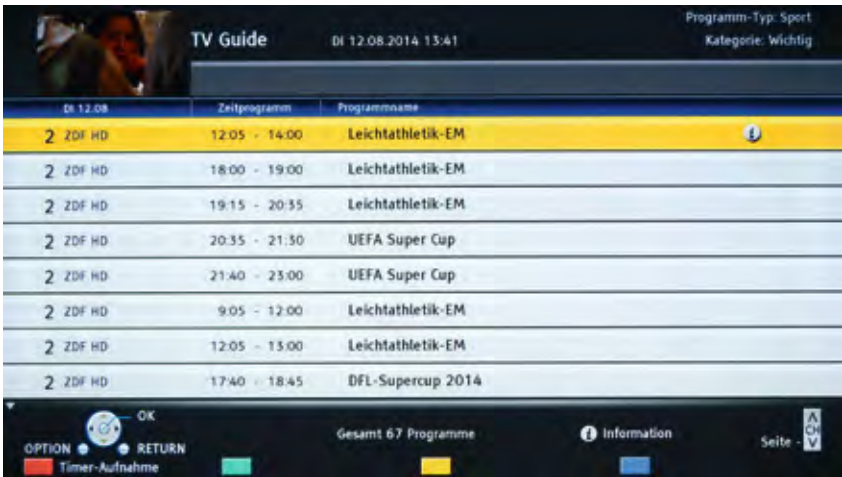 Programm-Typ: Sport
TV Guide DI 12.08.2014 13:41 Kategorie: Wichtig
DI 12.08 Zeitprogramm Programmname
2 ZDF HD 12:05 - 14:00 Leichtathletik-EM i
2 ZDF HD 18:00 - 19:00 Leichtathletik-EM
2 ZDF HD 19:15 - 20:35 Leichtathletik-EM
2 ZDF HD 20:35 - 21:30 UEFA Super Cup
2 ZDF HD 21:40 - 23:00 UEFA Super Cup
2 ZDF HD 9:05 - 12:00 Leichtathletik-EM
2 ZDF HD 12:05 - 13:00 Leichtathletik-EM
2 ZDF HD 17:40 - 18:45 DFL-Supercup 2014
OK
Gesamt 67 Programme i Information
OPTION RETURN Seite - CH
Timer-Aufnahme